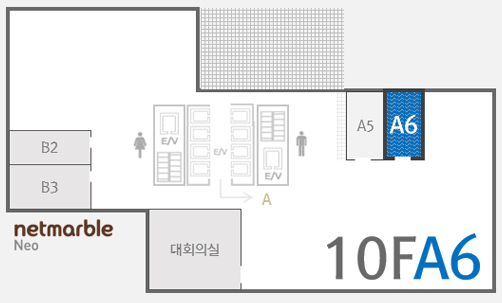 A5
A6
B2
E/V
E/V
E/V
B3
A
netmarble
Neo
대회의실
10FA6